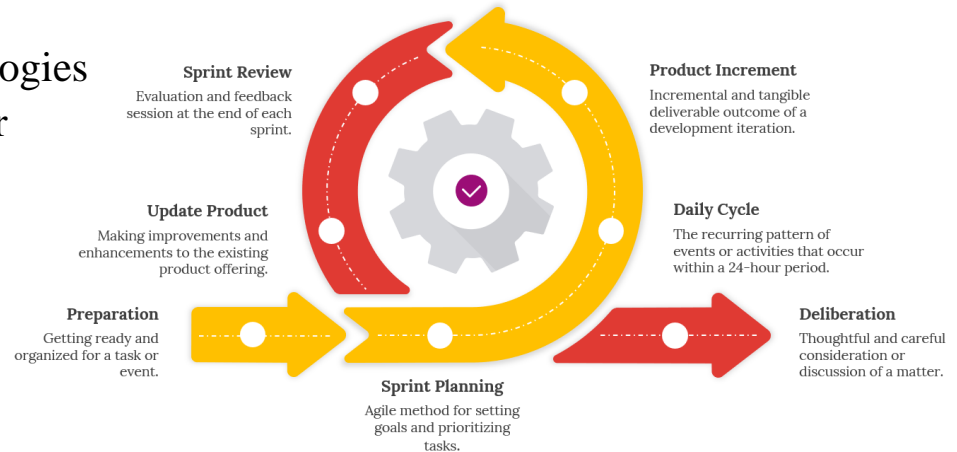 Sprint Review
Evaluation and feedback
session at the end of each
sprint.
Product Increment
Incremental and tangible
deliverable outcome of a
development iteration.
Update Product
Making improvements and
enhancements to the existing
product offering.
Daily Cycle
The recurring pattern of
events or activities that occur
within a 24-hour period.
Preparation
Getting ready and
organized for a task or
event.
Sprint Planning
Agile method for setting
goals and prioritizing
tasks.
Deliberation
Thoughtful and careful
consideration or
discussion of a matter.